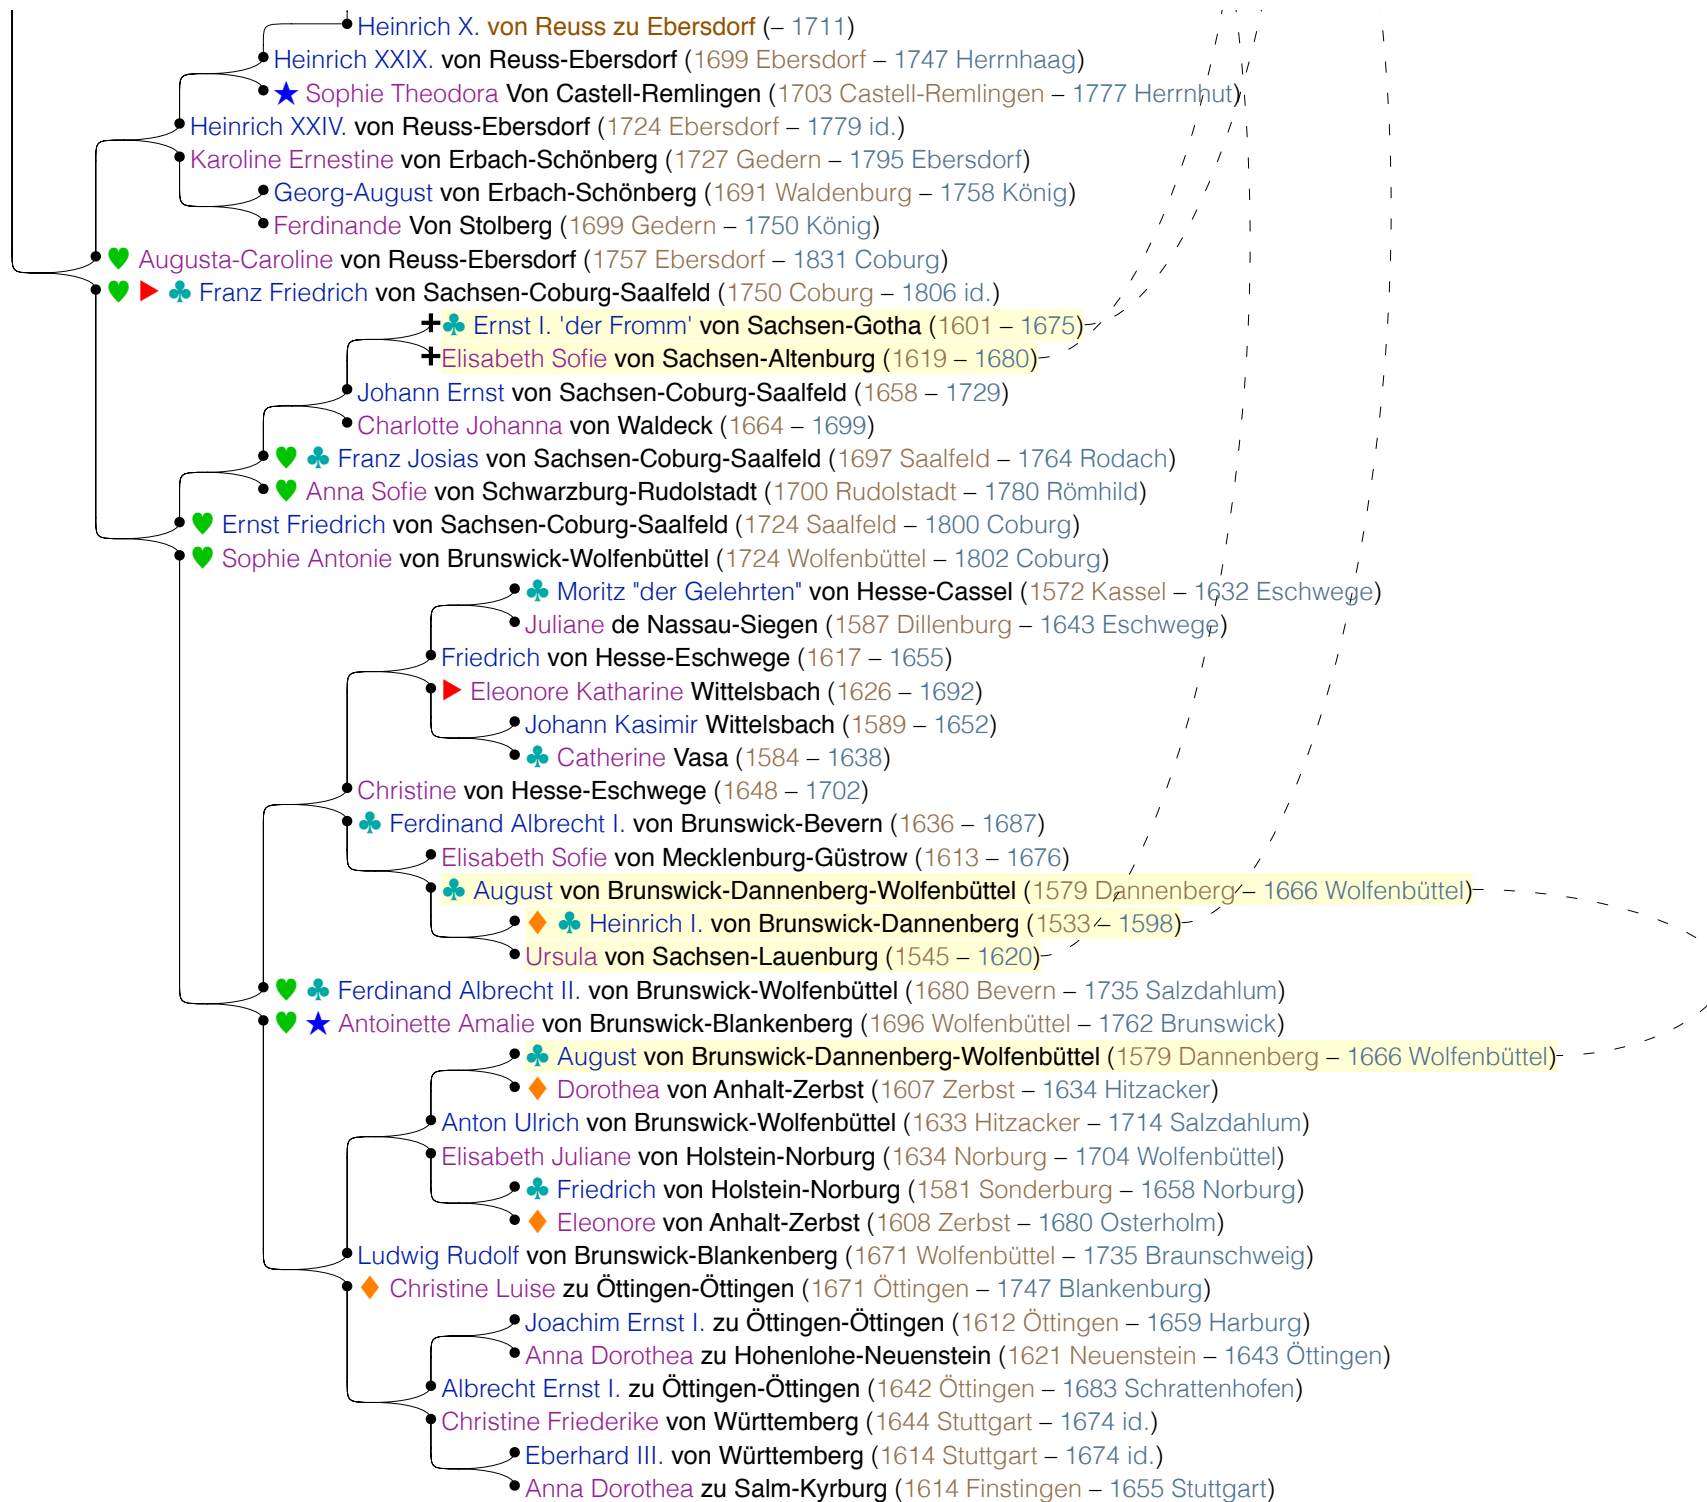 Heinrich X. von Reuss zu Ebersdorf (– 1711)
Heinrich XXIX. von Reuss-Ebersdorf (1699 Ebersdorf – 1747 Herrnhaag)
★ Sophie Theodora Von Castell-Remlingen (1703 Castell-Remlingen – 1777 Herrnhut)
Heinrich XXIV. von Reuss-Ebersdorf (1724 Ebersdorf – 1779 id.)
Karoline Ernestine von Erbach-Schönberg (1727 Gedern – 1795 Ebersdorf)
Georg-August von Erbach-Schönberg (1691 Waldenburg – 1758 König)
Ferdinande Von Stolberg (1699 Gedern – 1750 König)
♥ Augusta-Caroline von Reuss-Ebersdorf (1757 Ebersdorf – 1831 Coburg)
♥ ▶ ♣ Franz Friedrich von Sachsen-Coburg-Saalfeld (1750 Coburg – 1806 id.)
✚♣ Ernst I. 'der Fromm' von Sachsen-Gotha (1601 – 1675)
✚Elisabeth Sofie von Sachsen-Altenburg (1619 – 1680)
Johann Ernst von Sachsen-Coburg-Saalfeld (1658 – 1729)
Charlotte Johanna von Waldeck (1664 – 1699)
♥ ♣ Franz Josias von Sachsen-Coburg-Saalfeld (1697 Saalfeld – 1764 Rodach)
♥ Anna Sofie von Schwarzburg-Rudolstadt (1700 Rudolstadt – 1780 Römhild)
♥ Ernst Friedrich von Sachsen-Coburg-Saalfeld (1724 Saalfeld – 1800 Coburg)
♥ Sophie Antonie von Brunswick-Wolfenbüttel (1724 Wolfenbüttel – 1802 Coburg)
♣ Moritz "der Gelehrten" von Hesse-Cassel (1572 Kassel – 1632 Eschwege)
Juliane de Nassau-Siegen (1587 Dillenburg – 1643 Eschwege)
Friedrich von Hesse-Eschwege (1617 – 1655)
▶ Eleonore Katharine Wittelsbach (1626 – 1692)
Johann Kasimir Wittelsbach (1589 – 1652)
♣ Catherine Vasa (1584 – 1638)
Christine von Hesse-Eschwege (1648 – 1702)
♣ Ferdinand Albrecht I. von Brunswick-Bevern (1636 – 1687)
Elisabeth Sofie von Mecklenburg-Güstrow (1613 – 1676)
♣ August von Brunswick-Dannenberg-Wolfenbüttel (1579 Dannenberg – 1666 Wolfenbüttel)
♦ ♣ Heinrich I. von Brunswick-Dannenberg (1533 – 1598)
Ursula von Sachsen-Lauenburg (1545 – 1620)
♥ ♣ Ferdinand Albrecht II. von Brunswick-Wolfenbüttel (1680 Bevern – 1735 Salzdahlum)
♥ ★ Antoinette Amalie von Brunswick-Blankenberg (1696 Wolfenbüttel – 1762 Brunswick)
♣ August von Brunswick-Dannenberg-Wolfenbüttel (1579 Dannenberg – 1666 Wolfenbüttel)
♦ Dorothea von Anhalt-Zerbst (1607 Zerbst – 1634 Hitzacker)
Anton Ulrich von Brunswick-Wolfenbüttel (1633 Hitzacker – 1714 Salzdahlum)
Elisabeth Juliane von Holstein-Norburg (1634 Norburg – 1704 Wolfenbüttel)
♣ Friedrich von Holstein-Norburg (1581 Sonderburg – 1658 Norburg)
♦ Eleonore von Anhalt-Zerbst (1608 Zerbst – 1680 Osterholm)
Ludwig Rudolf von Brunswick-Blankenberg (1671 Wolfenbüttel – 1735 Braunschweig)
♦ Christine Luise zu Öttingen-Öttingen (1671 Öttingen – 1747 Blankenburg)
Joachim Ernst I. zu Öttingen-Öttingen (1612 Öttingen – 1659 Harburg)
Anna Dorothea zu Hohenlohe-Neuenstein (1621 Neuenstein – 1643 Öttingen)
Albrecht Ernst I. zu Öttingen-Öttingen (1642 Öttingen – 1683 Schrattenhofen)
Christine Friederike von Württemberg (1644 Stuttgart – 1674 id.)
Eberhard III. von Württemberg (1614 Stuttgart – 1674 id.)
Anna Dorothea zu Salm-Kyrburg (1614 Finstingen – 1655 Stuttgart)